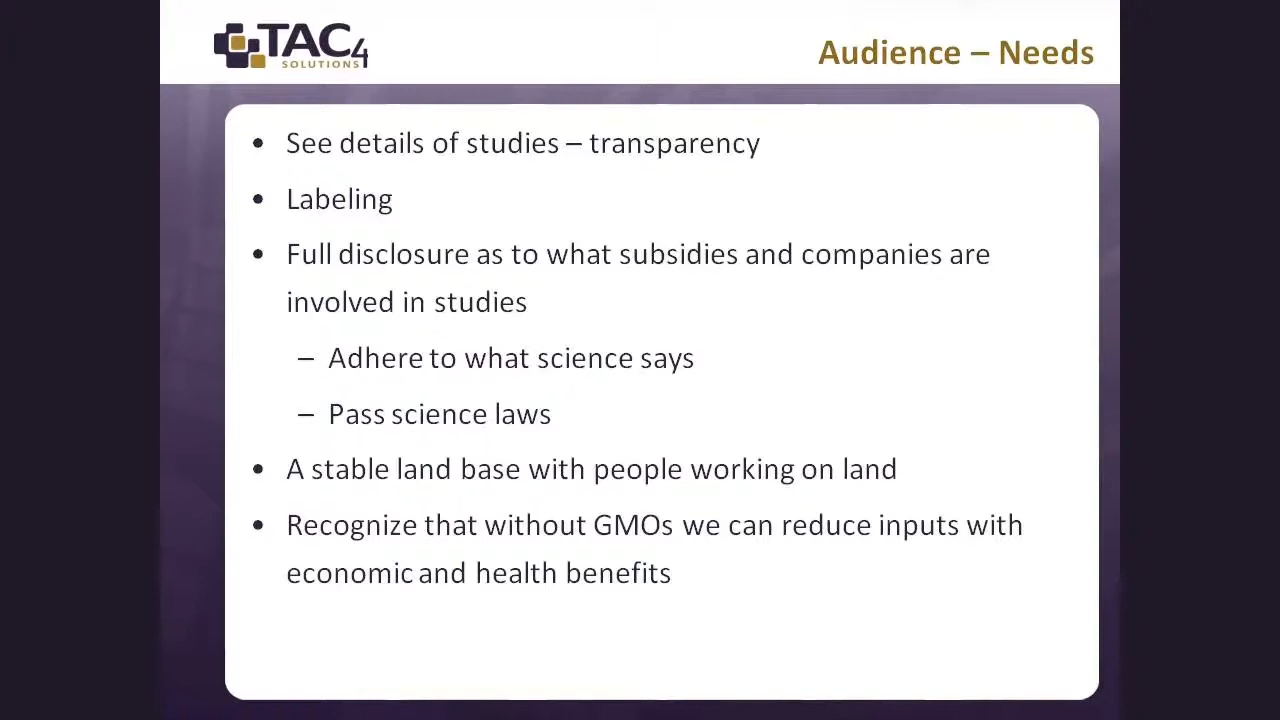 TAC4
SOLUTIONS
Audience – Needs
• See details of studies – transparency
• Labeling
• Full disclosure as to what subsidies and companies are
involved in studies
– Adhere to what science says
– Pass science laws
• A stable land base with people working on land
• Recognize that without GMOs we can reduce inputs with
economic and health benefits